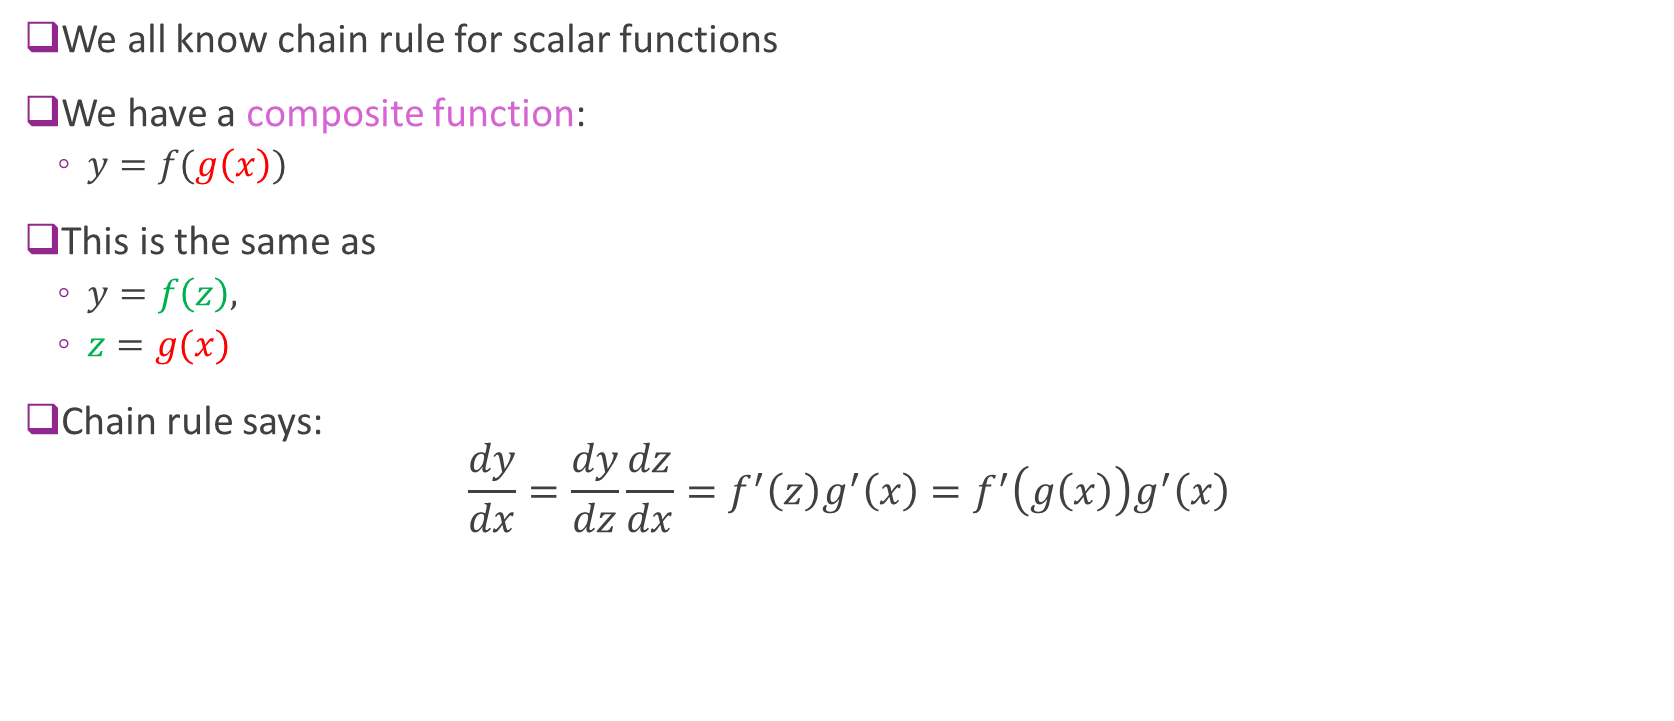 ❑We all know chain rule for scalar functions
❑We have a composite function:
◦ y = f(g(x))
❑This is the same as
◦ y = f(z),
◦ z = g(x)
❑Chain rule says:
dy/dx = dy/dz dz/dx = f′(z)g′(x) = f′(g(x))g′(x)